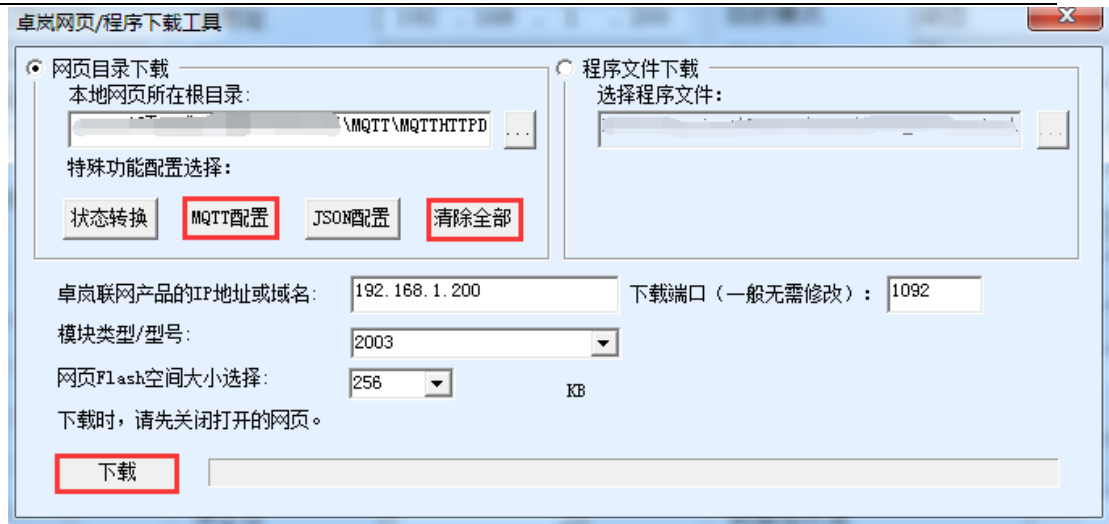 卓岚网页/程序下载工具
网页目录下载
本地网页所在根目录:
\MQTT\MQTTHTTPD
...
特殊功能配置选择:
状态转换
MQTT配置
JSON配置
清除全部
程序文件下载
选择程序文件:
...
卓岚联网产品的IP地址或域名:
192.168.1.200
下载端口（一般无需修改）:
1092
模块类型/型号:
2003
网页Flash空间大小选择:
256
KB
下载时，请先关闭打开的网页。
下载